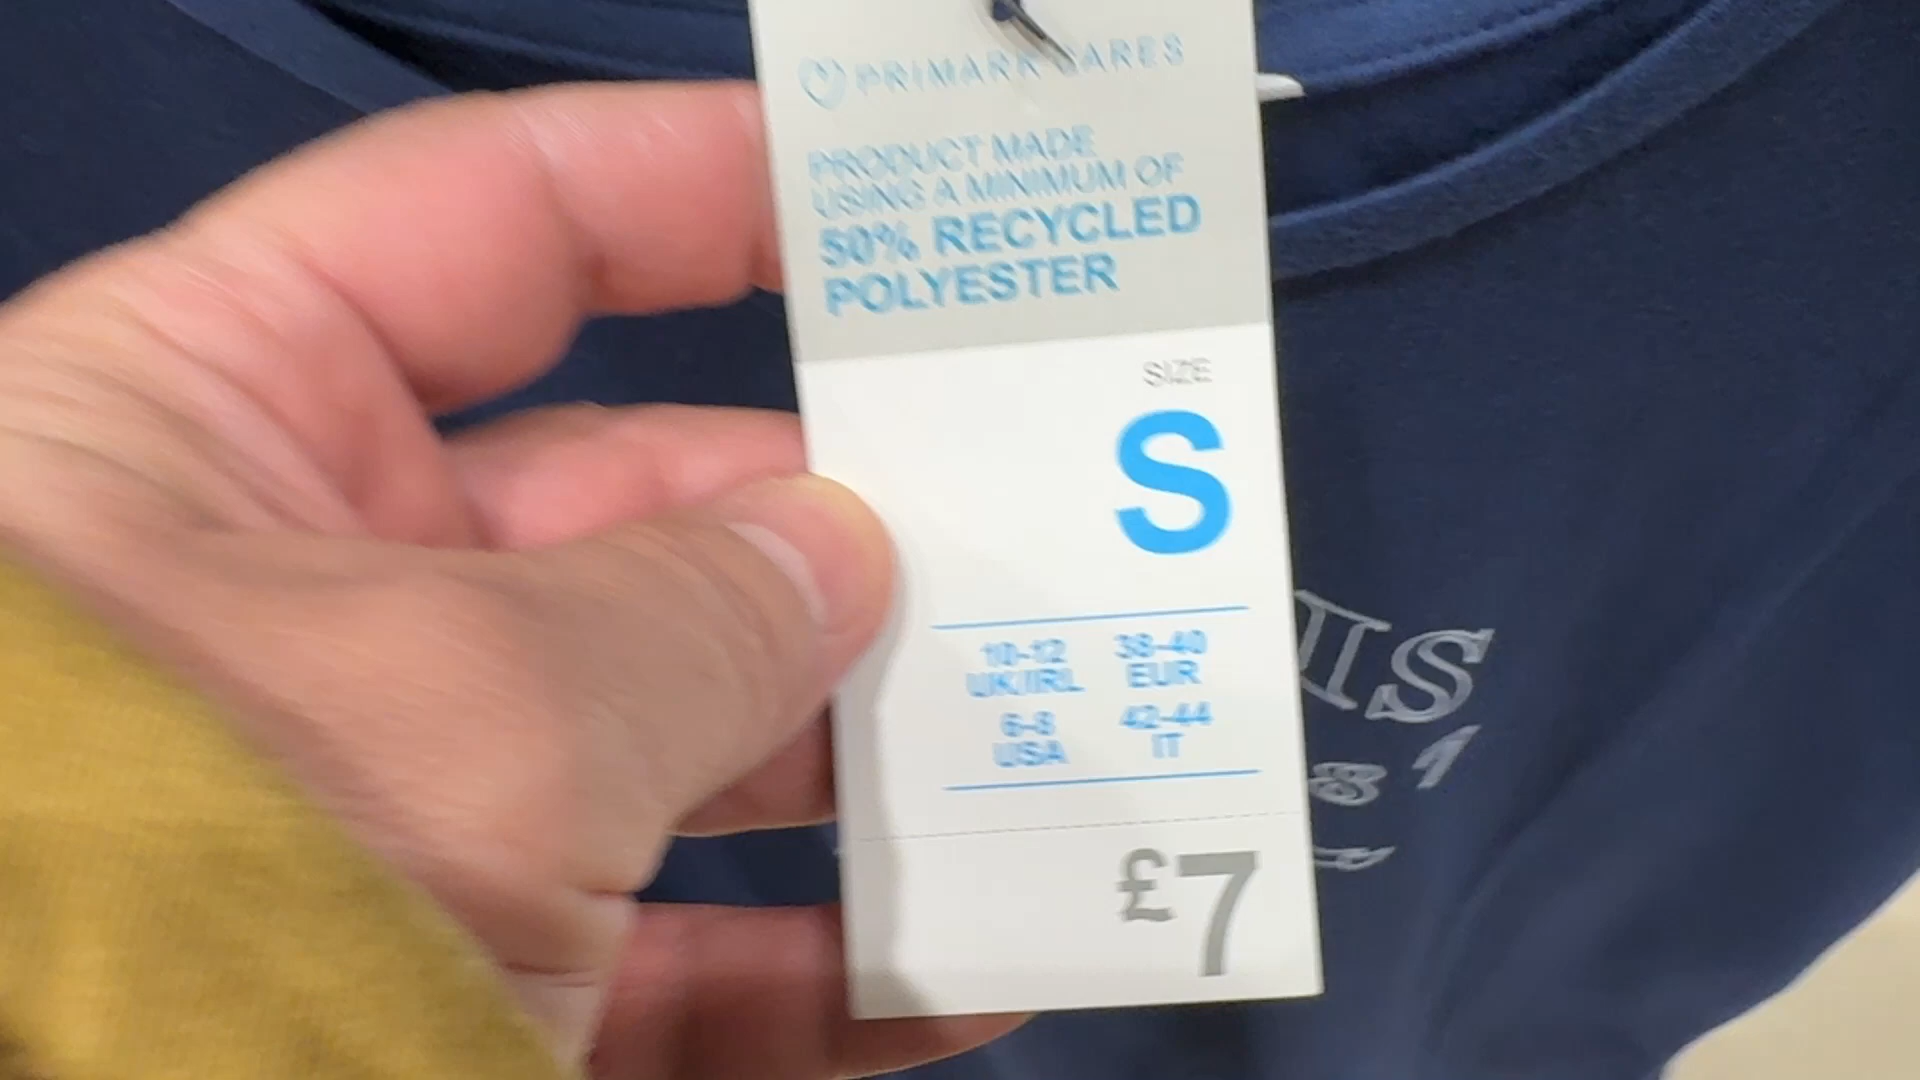 PRIMARK CARES
PRODUCT MADE
USING A MINIMUM OF
50% RECYCLED
POLYESTER
SIZE
S
10-12 38-40
UK/IRL EUR
6-8 42-44
USA IT
£7